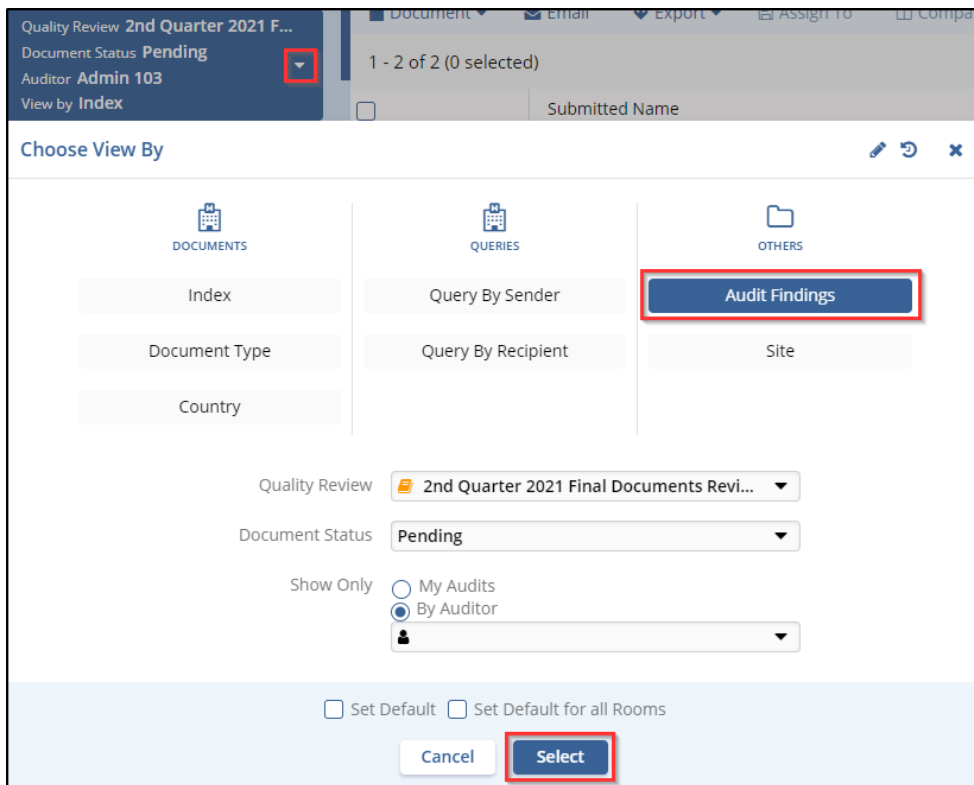 Quality Review 2nd Quarter 2021 F...
Document Status Pending
Auditor Admin 103
View by Index
Document Email Export Assign To Compa
1 - 2 of 2 (0 selected)
Submitted Name
Choose View By
DOCUMENTS QUERIES OTHERS
Index Query By Sender Audit Findings
Document Type Query By Recipient Site
Country
Quality Review 2nd Quarter 2021 Final Documents Revi...
Document Status Pending
Show Only My Audits
By Auditor
Set Default Set Default for all Rooms
Cancel Select